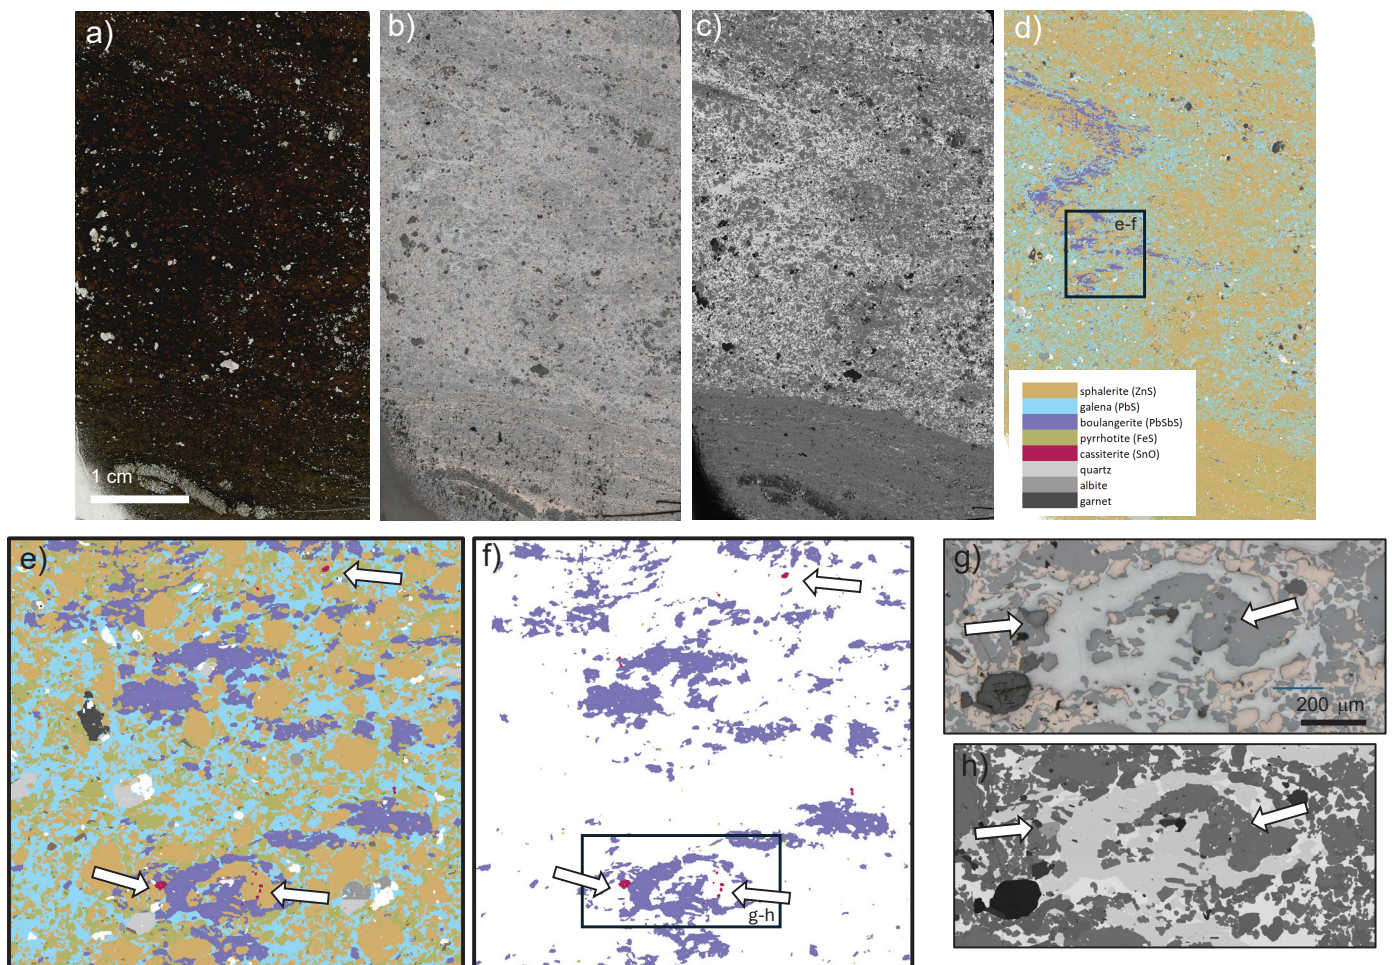 a)
b)
c)
d)
e-f
1 cm
sphalerite (ZnS)
galena (PbS)
boulangerite (PbSbS)
pyrrhotite (FeS)
cassiterite (SnO)
quartz
albite
garnet
e)
f)
g-h
g)
200 μm
h)